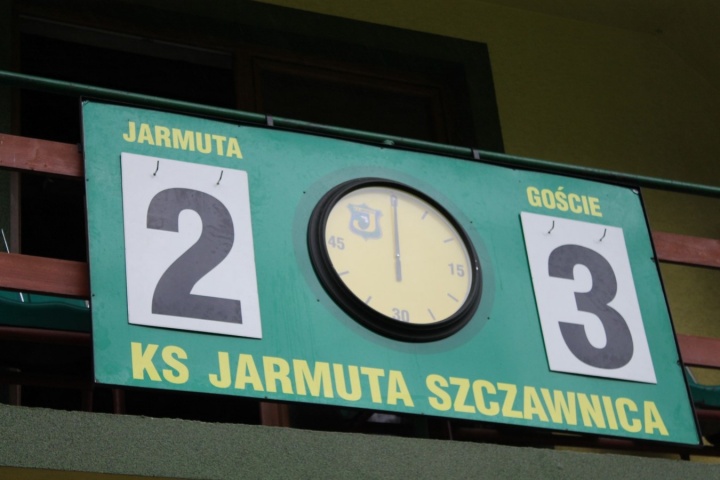 JARMUTA
GOŚCIE
2
45
15
30
3
KS JARMUTA SZCZAWNICA